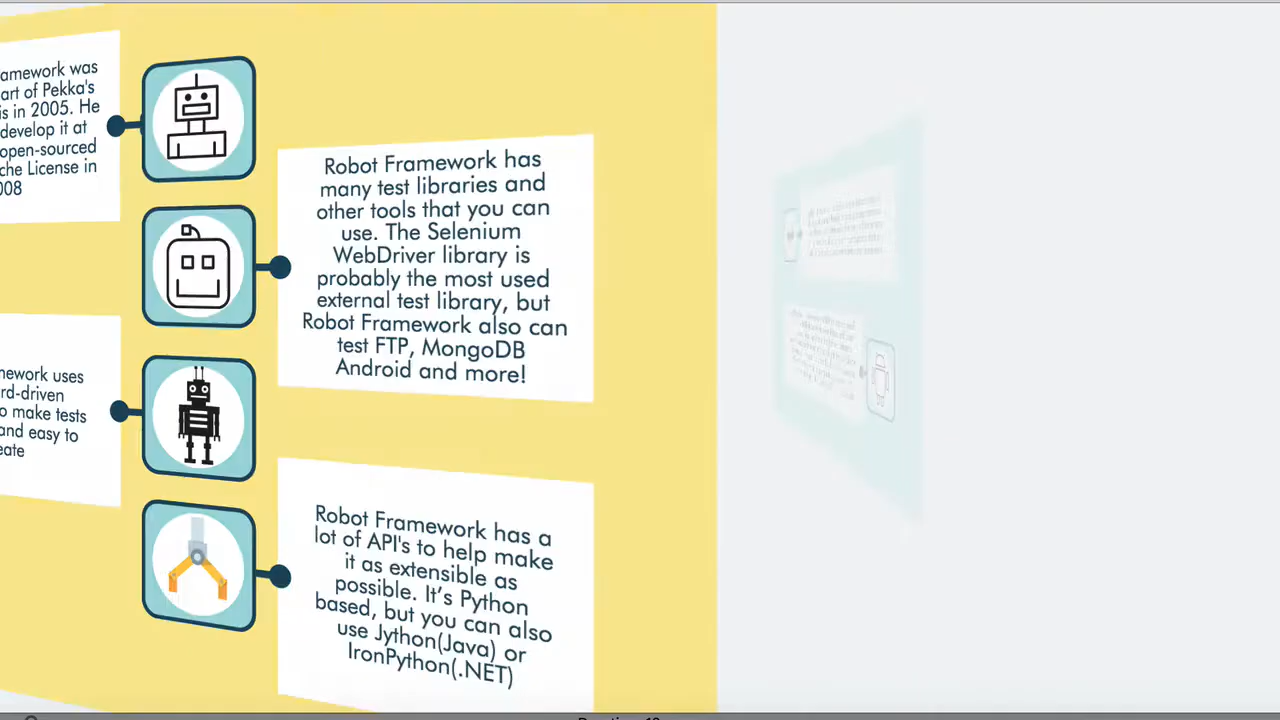 amework was
art of Pekka's
is in 2005. He
develop it at
open-sourced
che License in
008
Robot Framework has
many test libraries and
other tools that you can
use. The Selenium
WebDriver library is
probably the most used
external test library, but
Robot Framework also can
test FTP, MongoDB
Android and more!
nework uses
rd-driven
o make tests
and easy to
eate
Robot Framework has a
lot of API's to help make
it as extensible as
possible. It's Python
based, but you can also
use Jython(Java) or
IronPython(.NET)